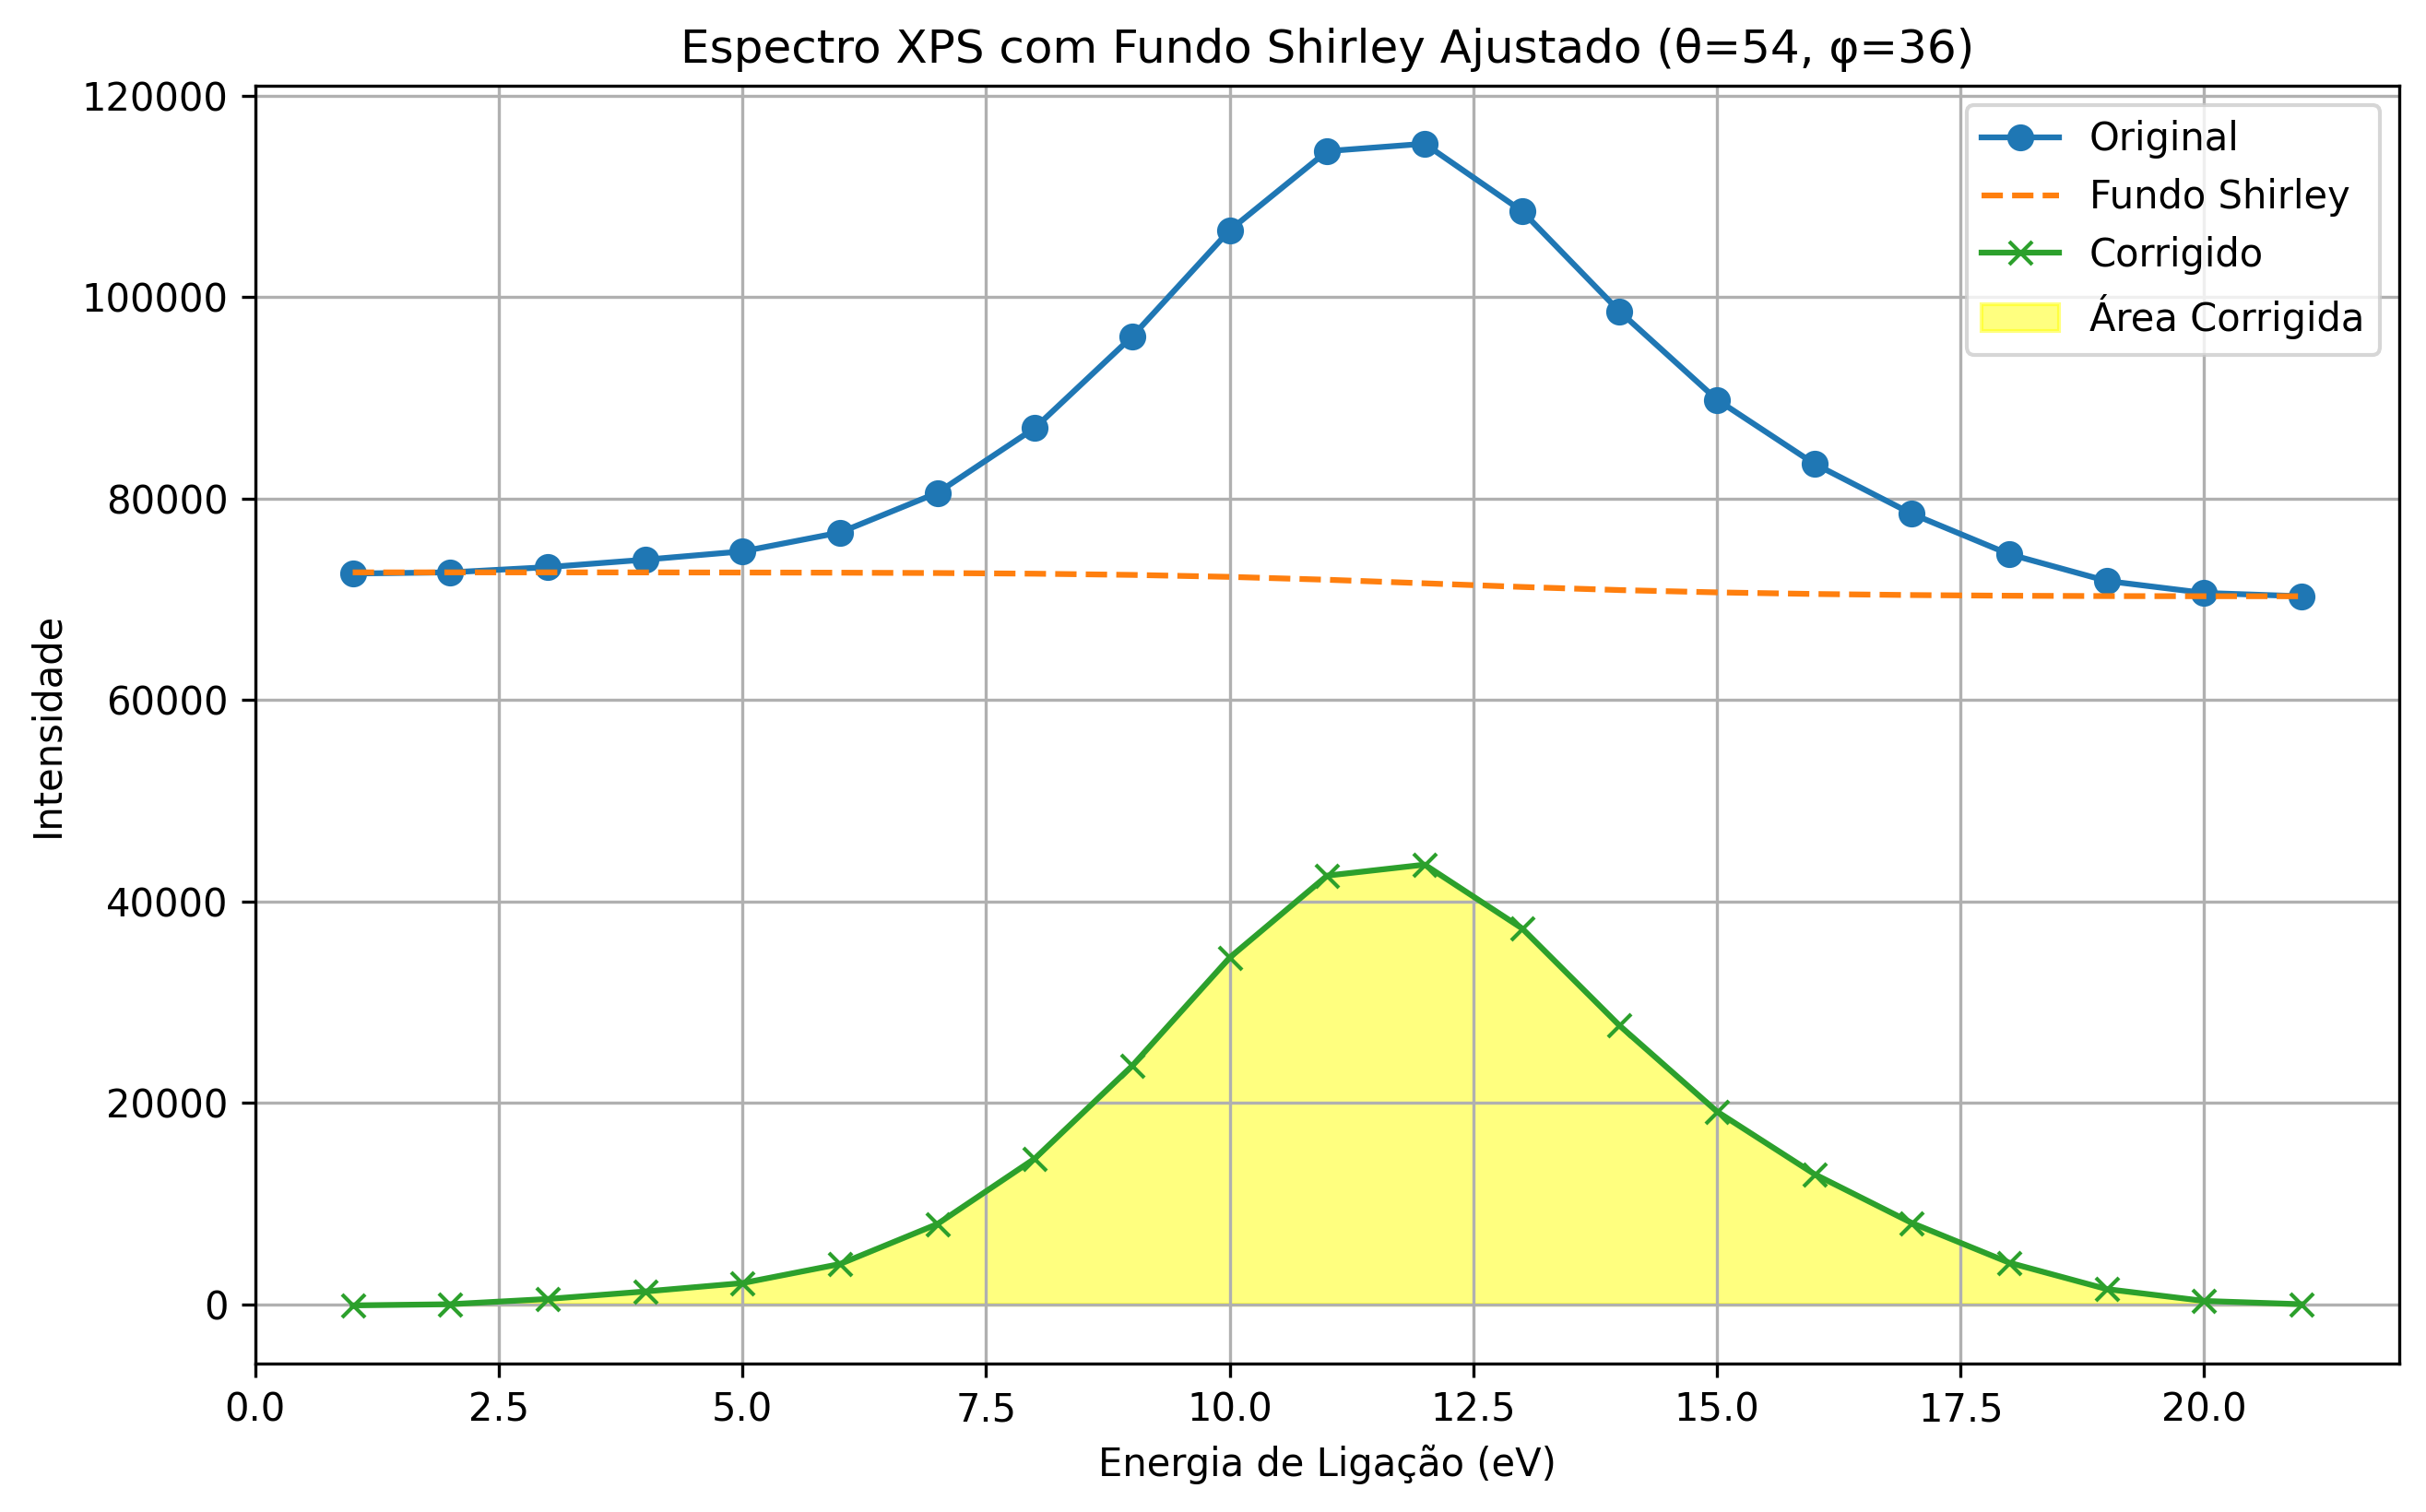 Espectro XPS com Fundo Shirley Ajustado (θ=54, φ=36)
120000
100000
80000
60000
40000
20000
0
Intensidade
Original
Fundo Shirley
Corrigido
Área Corrigida
0.0 2.5 5.0 7.5 10.0 12.5 15.0 17.5 20.0
Energia de Ligação (eV)